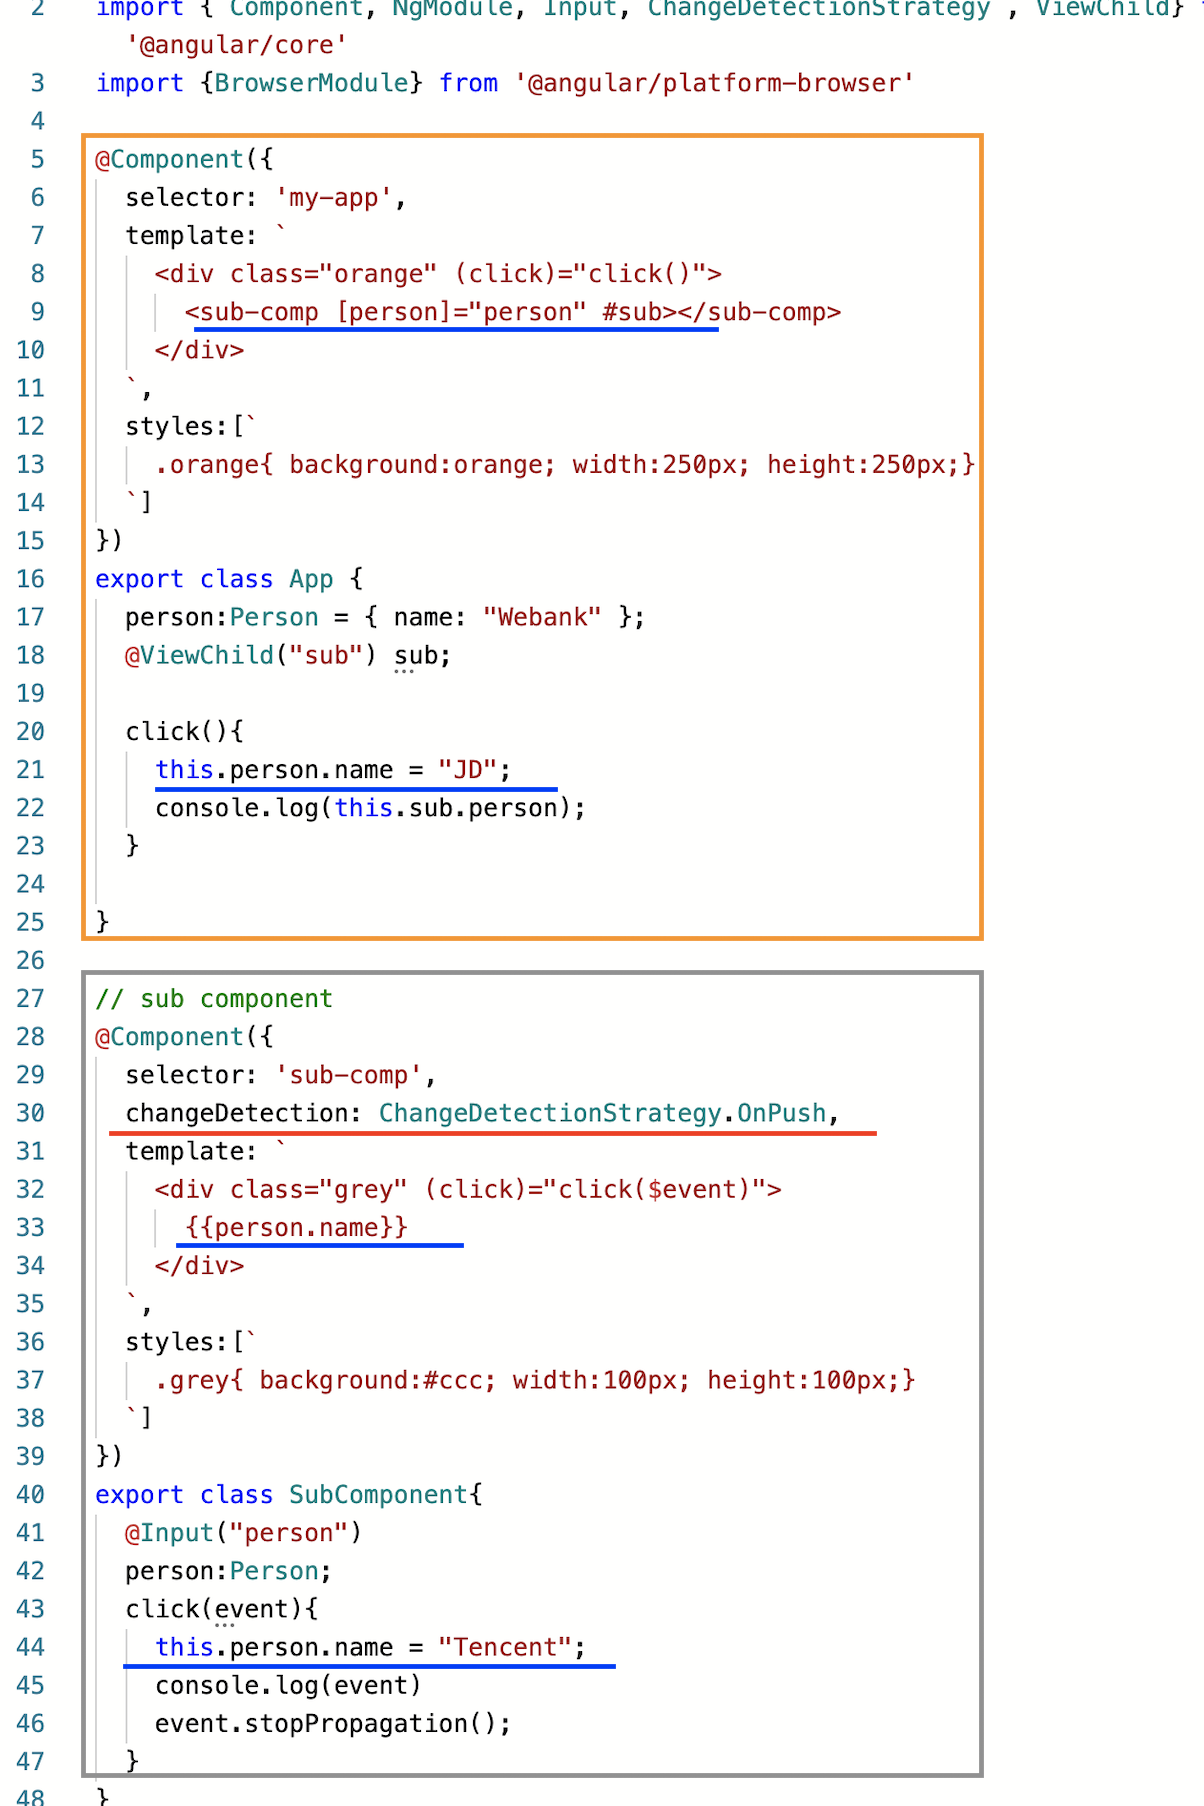 2 import { Component, NgModule, Input, ChangeDetectionStrategy , ViewChild}
'@angular/core'
3 import {BrowserModule} from '@angular/platform-browser'
4
5 @Component({
6 selector: 'my-app',
7 template: `
8 <div class="orange" (click)="click()">
9 <sub-comp [person]="person" #sub></sub-comp>
10 </div>
11 `,
12 styles:[`
13 .orange{ background:orange; width:250px; height:250px;}
14 `]
15 })
16 export class App {
17 person:Person = { name: "Webank" };
18 @ViewChild("sub") sub;
19
20 click(){
21 this.person.name = "JD";
22 console.log(this.sub.person);
23 }
24
25 }
26
27 // sub component
28 @Component({
29 selector: 'sub-comp',
30 changeDetection: ChangeDetectionStrategy.OnPush,
31 template: `
32 <div class="grey" (click)="click($event)">
33 {{person.name}}
34 </div>
35 `,
36 styles:[`
37 .grey{ background:#ccc; width:100px; height:100px;}
38 `]
39 })
40 export class SubComponent{
41 @Input("person")
42 person:Person;
43 click(event){
44 this.person.name = "Tencent";
45 console.log(event)
46 event.stopPropagation();
47 }
48 }